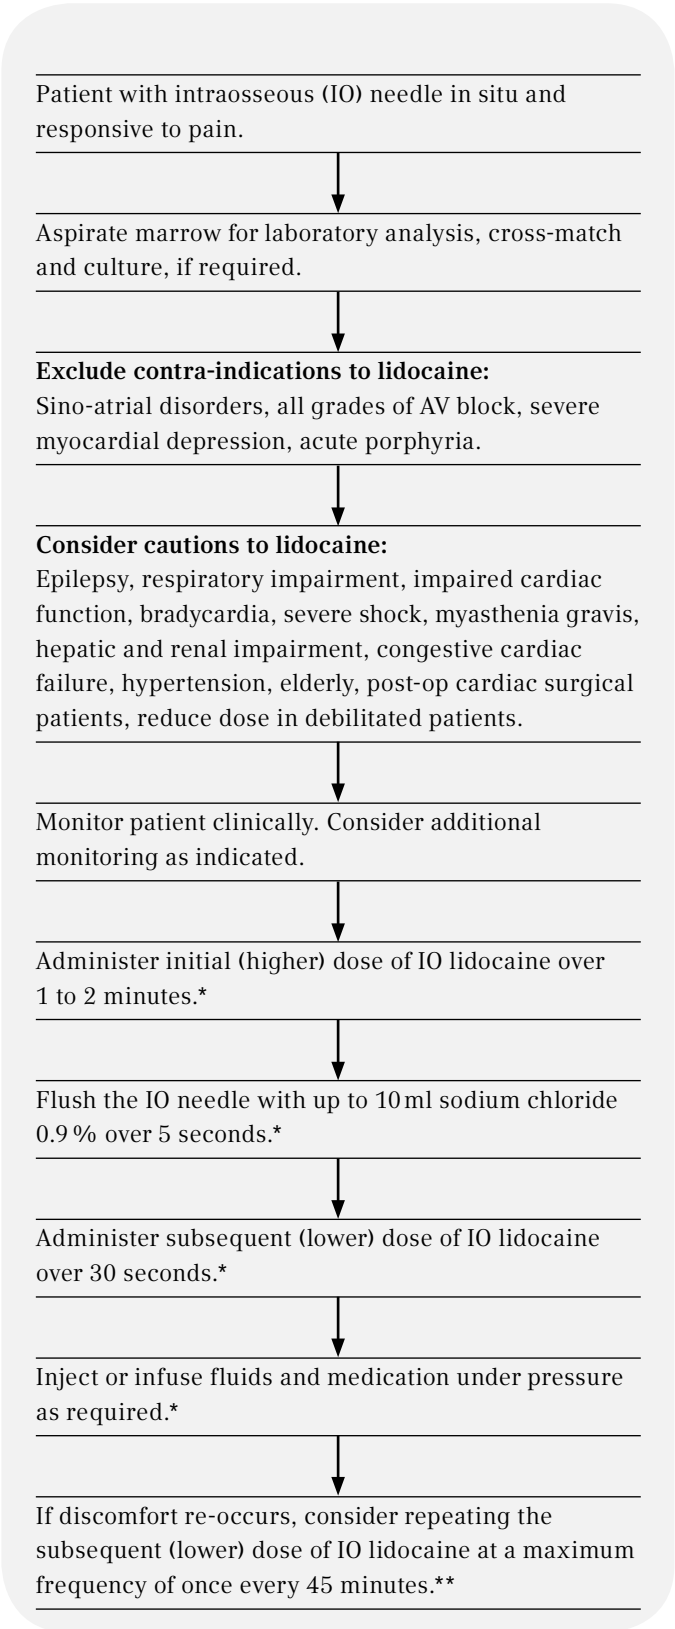 Patient with intraosseous (IO) needle in situ and
responsive to pain.
Aspirate marrow for laboratory analysis, cross-match
and culture, if required.
Exclude contra-indications to lidocaine:
Sino-atrial disorders, all grades of AV block, severe
myocardial depression, acute porphyria.
Consider cautions to lidocaine:
Epilepsy, respiratory impairment, impaired cardiac
function, bradycardia, severe shock, myasthenia gravis,
hepatic and renal impairment, congestive cardiac
failure, hypertension, elderly, post-op cardiac surgical
patients, reduce dose in debilitated patients.
Monitor patient clinically. Consider additional
monitoring as indicated.
Administer initial (higher) dose of IO lidocaine over
1 to 2 minutes.*
Flush the IO needle with up to 10 ml sodium chloride
0.9 % over 5 seconds.*
Administer subsequent (lower) dose of IO lidocaine
over 30 seconds.*
Inject or infuse fluids and medication under pressure
as required.*
If discomfort re-occurs, consider repeating the
subsequent (lower) dose of IO lidocaine at a maximum
frequency of once every 45 minutes.**